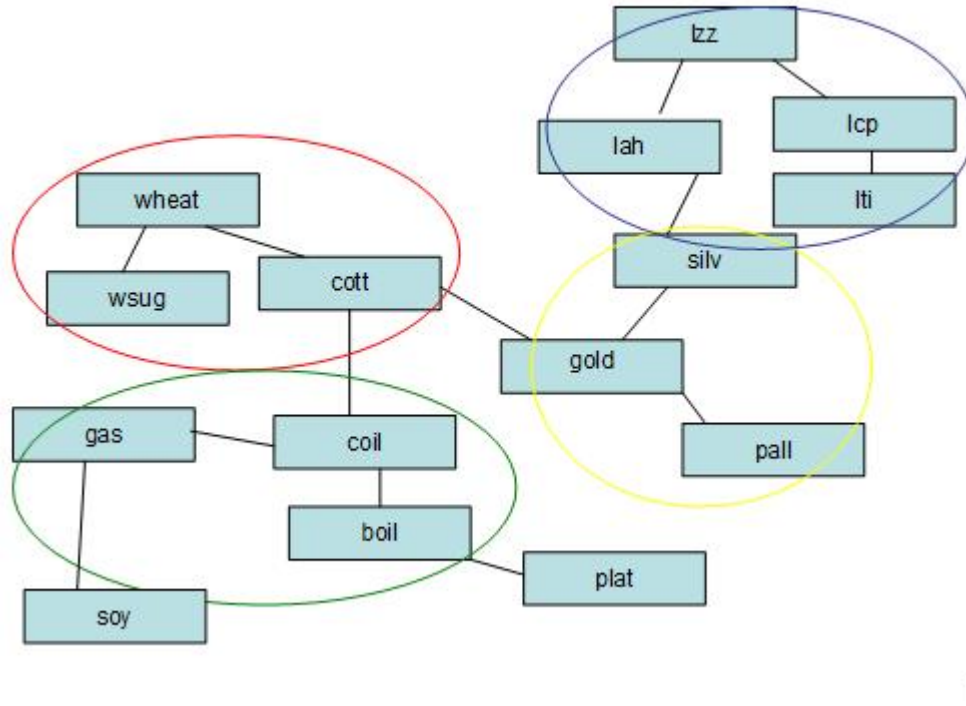 lzz
lcp
lah
lti
wheat
silv
wsug
cott
gold
gas
coil
pall
boil
plat
soy